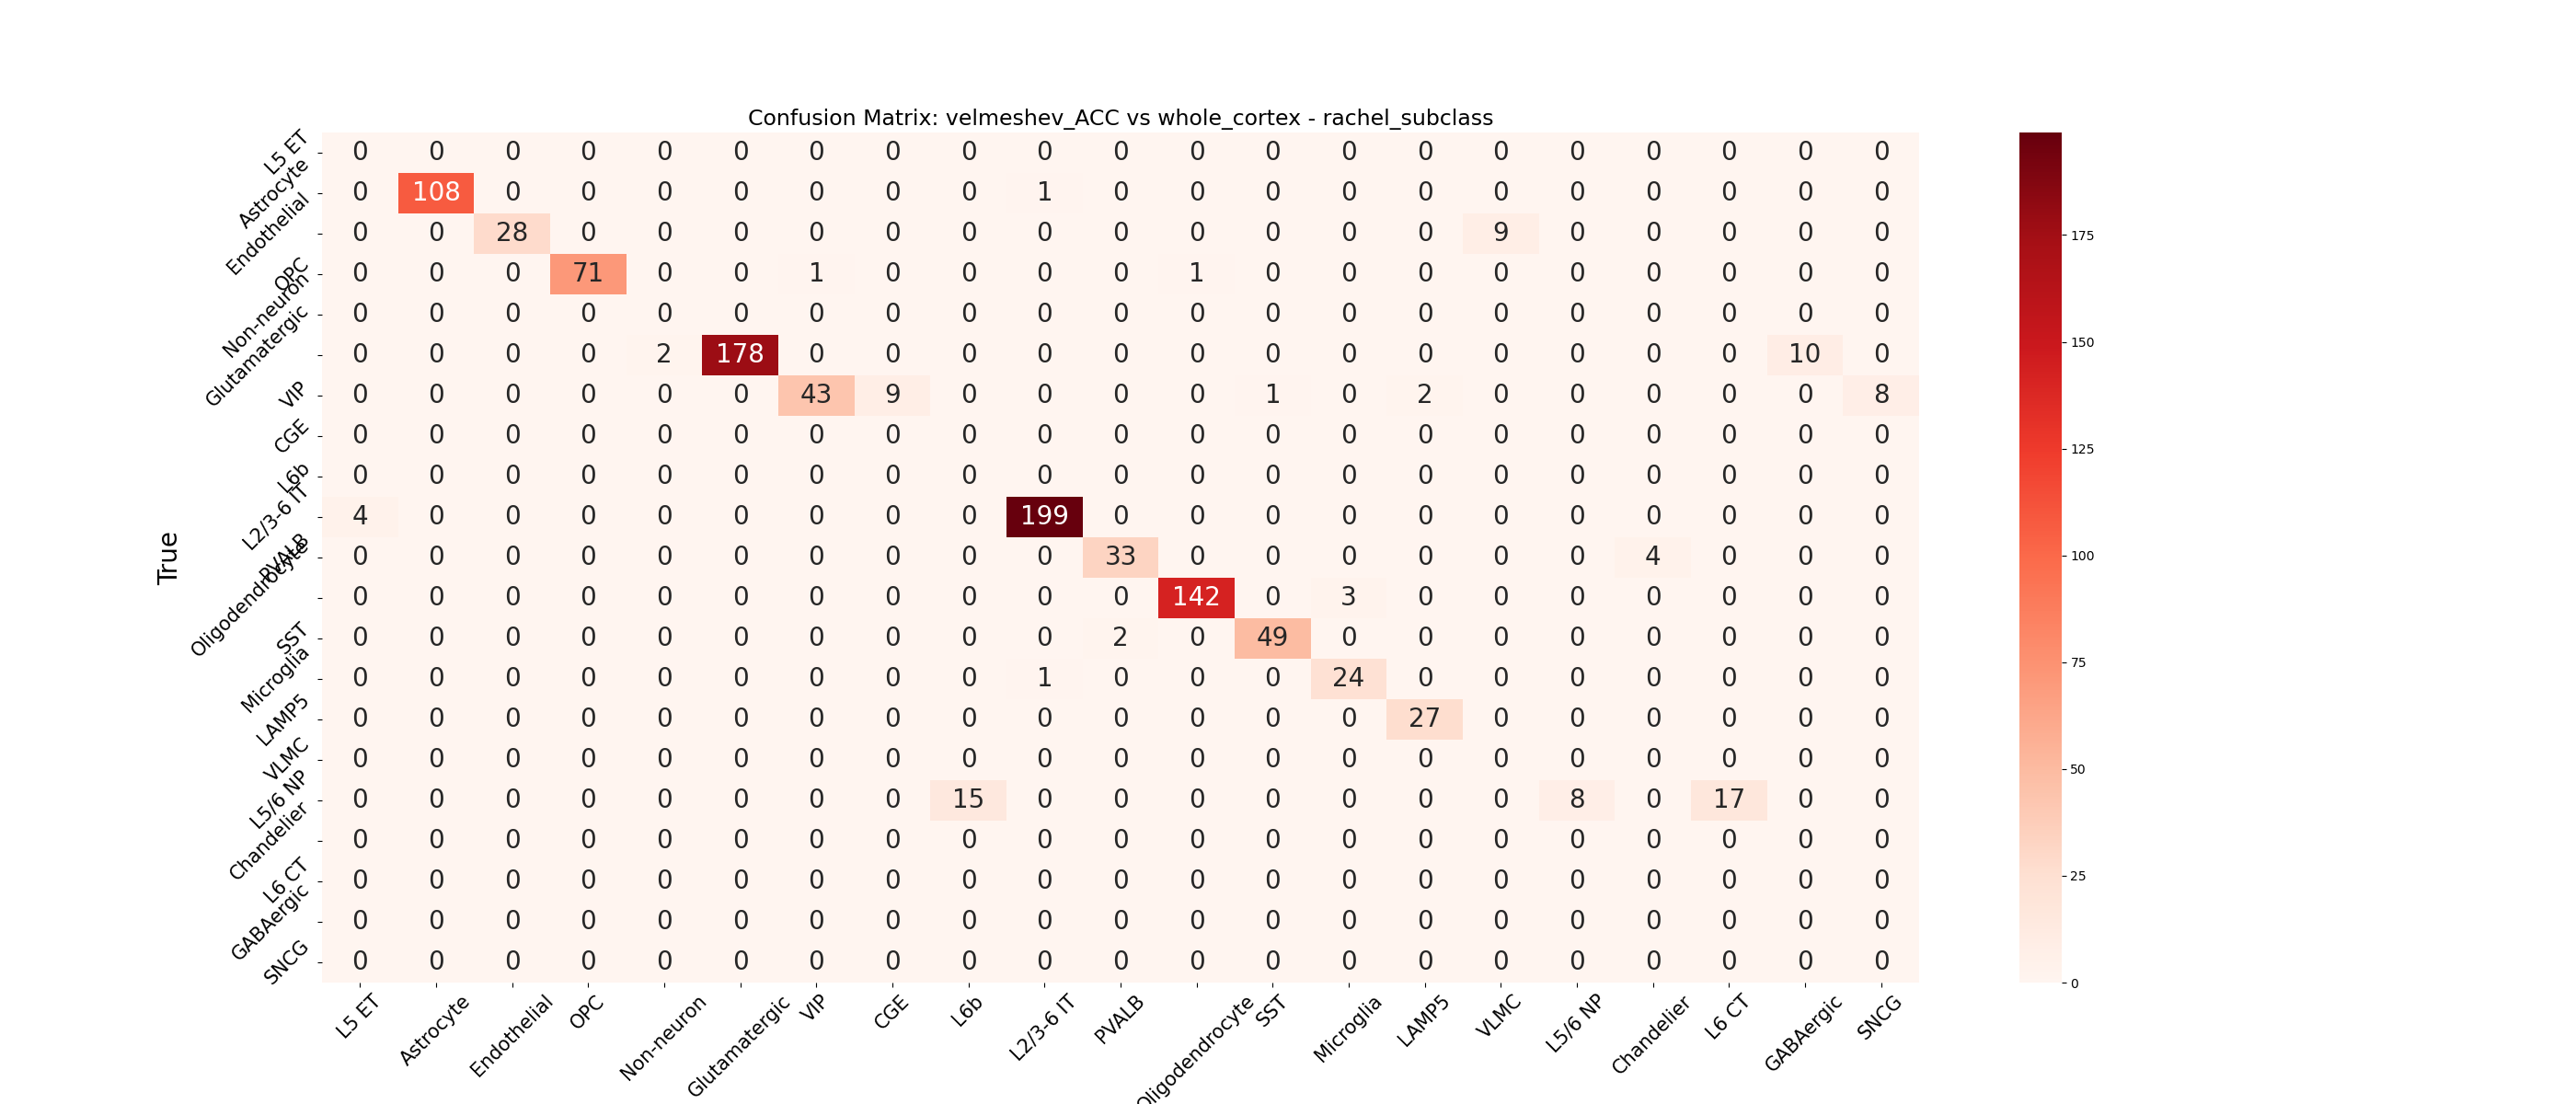 Confusion Matrix: velmeshev_ACC vs whole_cortex - rachel_subclass
True
L5 ET 0 0 0 0 0 0 0 0 0 0 0 0 0 0 0 0 0 0 0 0 0
Astrocyte 0 108 0 0 0 0 0 0 0 1 0 0 0 0 0 0 0 0 0 0 0
Endothelial 0 0 28 0 0 0 0 0 0 0 0 0 0 0 0 9 0 0 0 0 0
OPC 0 0 0 71 0 0 1 0 0 0 0 1 0 0 0 0 0 0 0 0 0
Non-neuron 0 0 0 0 0 0 0 0 0 0 0 0 0 0 0 0 0 0 0 0 0
Glutamatergic 0 0 0 0 2 178 0 0 0 0 0 0 0 0 0 0 0 0 0 10 0
VIP 0 0 0 0 0 0 43 9 0 0 0 0 1 0 2 0 0 0 0 0 8
CGE 0 0 0 0 0 0 0 0 0 0 0 0 0 0 0 0 0 0 0 0 0
L6b 0 0 0 0 0 0 0 0 0 0 0 0 0 0 0 0 0 0 0 0 0
L2/3-6 IT 4 0 0 0 0 0 0 0 0 199 0 0 0 0 0 0 0 0 0 0 0
PVALB 0 0 0 0 0 0 0 0 0 0 33 0 0 0 0 0 0 4 0 0 0
Oligodendrocyte 0 0 0 0 0 0 0 0 0 0 0 142 0 3 0 0 0 0 0 0 0
SST 0 0 0 0 0 0 0 0 0 0 2 0 49 0 0 0 0 0 0 0 0
Microglia 0 0 0 0 0 0 0 0 0 1 0 0 0 24 0 0 0 0 0 0 0
LAMP5 0 0 0 0 0 0 0 0 0 0 0 0 0 0 27 0 0 0 0 0 0
VLMC 0 0 0 0 0 0 0 0 0 0 0 0 0 0 0 0 0 0 0 0 0
L5/6 NP 0 0 0 0 0 0 0 0 15 0 0 0 0 0 0 0 8 0 17 0 0
Chandelier 0 0 0 0 0 0 0 0 0 0 0 0 0 0 0 0 0 0 0 0 0
L6 CT 0 0 0 0 0 0 0 0 0 0 0 0 0 0 0 0 0 0 0 0 0
GABAergic 0 0 0 0 0 0 0 0 0 0 0 0 0 0 0 0 0 0 0 0 0
SNCG 0 0 0 0 0 0 0 0 0 0 0 0 0 0 0 0 0 0 0 0 0
L5 ET Astrocyte Endothelial OPC Non-neuron Glutamatergic VIP CGE L6b L2/3-6 IT PVALB Oligodendrocyte SST Microglia LAMP5 VLMC L5/6 NP Chandelier L6 CT GABAergic SNCG
175
150
125
100
75
50
25
0